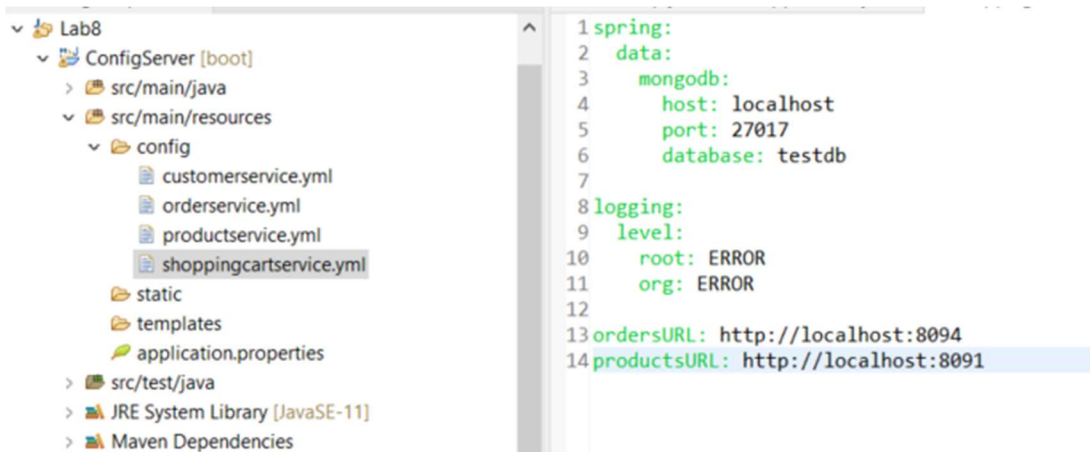 Lab8
ConfigServer [boot]
src/main/java
src/main/resources
config
customerservice.yml
orderservice.yml
productservice.yml
shoppingcartservice.yml
static
templates
application.properties
src/test/java
JRE System Library [JavaSE-11]
Maven Dependencies
1 spring:
2   data:
3     mongodb:
4       host: localhost
5       port: 27017
6       database: testdb
7
8 logging:
9   level:
10     root: ERROR
11     org: ERROR
12
13 ordersURL: http://localhost:8094
14 productsURL: http://localhost:8091